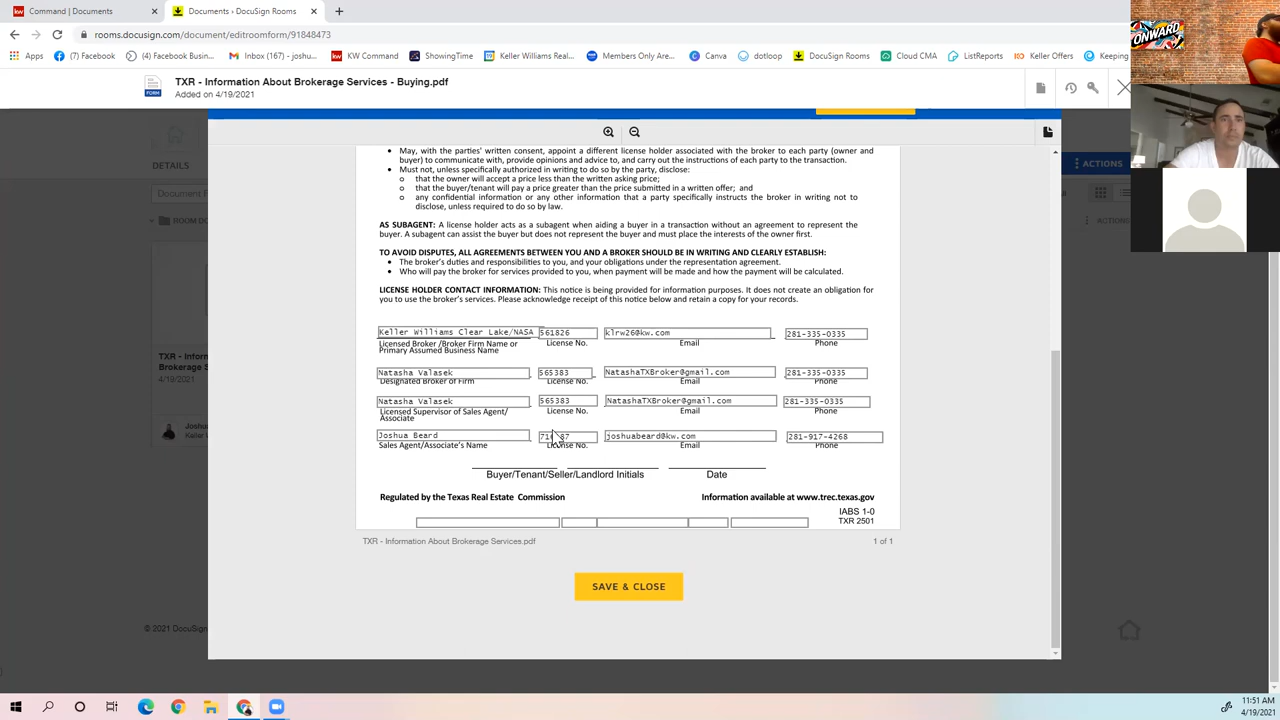 Command | Documents
Documents › DocuSign Rooms
rooms.docusign.com/document/editroomform/91848473
Apps
(8) Facebook
(4) Facebook Busin...
Inbox (167) - joshu...
KW Command
ShowingTime
Keller Williams Rea...
Members Only Are...
Canva
dotloop
DocuSign Rooms
Cloud CMA
ListReports
Keller Offers
Keeping
ONWARD
TXR - Information About Brokerage Services - Buying.pdf
Added on 4/19/2021
FORM
DETAILS
ACTIONS
Document
ROOM DO
ACTIONS
• May, with the parties' written consent, appoint a different license holder associated with the broker to each party (owner and
buyer) to communicate with, provide opinions and advice to, and carry out the instructions of each party to the transaction.
• Must not, unless specifically authorized in writing to do so by the party, disclose:
o that the owner will accept a price less than the written asking price;
o that the buyer/tenant will pay a price greater than the price submitted in a written offer; and
o any confidential information or any other information that a party specifically instructs the broker in writing not to
disclose, unless required to do so by law.
AS SUBAGENT: A license holder acts as a subagent when aiding a buyer in a transaction without an agreement to represent the
buyer. A subagent can assist the buyer but does not represent the buyer and must place the interests of the owner first.
TO AVOID DISPUTES, ALL AGREEMENTS BETWEEN YOU AND A BROKER SHOULD BE IN WRITING AND CLEARLY ESTABLISH:
• The broker's duties and responsibilities to you, and your obligations under the representation agreement.
• Who will pay the broker for services provided to you, when payment will be made and how the payment will be calculated.
LICENSE HOLDER CONTACT INFORMATION: This notice is being provided for information purposes. It does not create an obligation for
you to use the broker's services. Please acknowledge receipt of this notice below and retain a copy for your records.
Keller Williams Clear Lake/NASA 561826 klrw26@kw.com 281-335-0335
Licensed Broker /Broker Firm Name or License No. Email Phone
Primary Assumed Business Name
Natasha Valasek 565383 NatashaTXBroker@gmail.com 281-335-0335
Designated Broker of Firm License No. Email Phone
Natasha Valasek 565383 NatashaTXBroker@gmail.com 281-335-0335
Licensed Supervisor of Sales Agent/ License No. Email Phone
Associate
Joshua Beard joshuabeard@kw.com 281-917-4268
Sales Agent/Associate's Name License No. Email Phone
Buyer/Tenant/Seller/Landlord Initials Date
Regulated by the Texas Real Estate Commission Information available at www.trec.texas.gov
IABS 1-0
TXR 2501
TXR - Information About Brokerage Services.pdf 1 of 1
SAVE & CLOSE
TXR - Inform
About Broke
4/19/2021
Joshu
Keller
© 2021 DocuSign
11:51 AM
4/19/2021